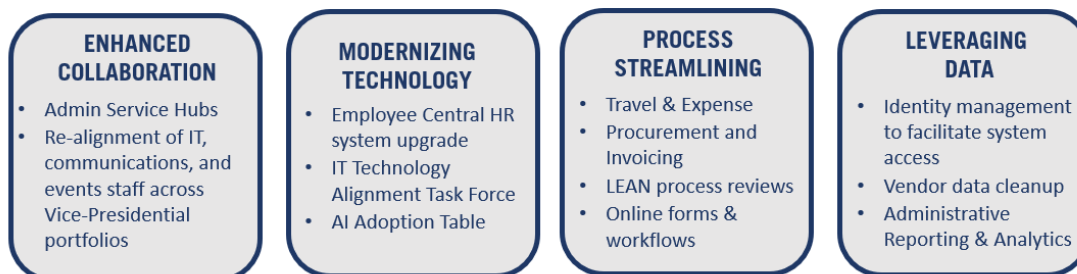 ENHANCED
COLLABORATION
• Admin Service Hubs
• Re-alignment of IT,
communications, and
events staff across
Vice-Presidential
portfolios
MODERNIZING
TECHNOLOGY
• Employee Central HR
system upgrade
• IT Technology
Alignment Task Force
• AI Adoption Table
PROCESS
STREAMLINING
• Travel & Expense
• Procurement and
Invoicing
• LEAN process reviews
• Online forms &
workflows
LEVERAGING
DATA
• Identity management
to facilitate system
access
• Vendor data cleanup
• Administrative
Reporting & Analytics